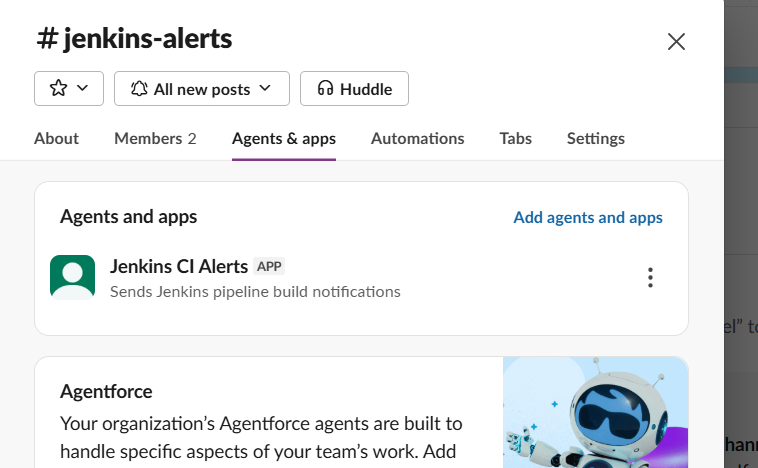 # jenkins-alerts
All new posts
Huddle
About Members 2 Agents & apps Automations Tabs Settings
Agents and apps
Add agents and apps
Jenkins CI Alerts APP
Sends Jenkins pipeline build notifications
Agentforce
Your organization’s Agentforce agents are built to
handle specific aspects of your team’s work. Add